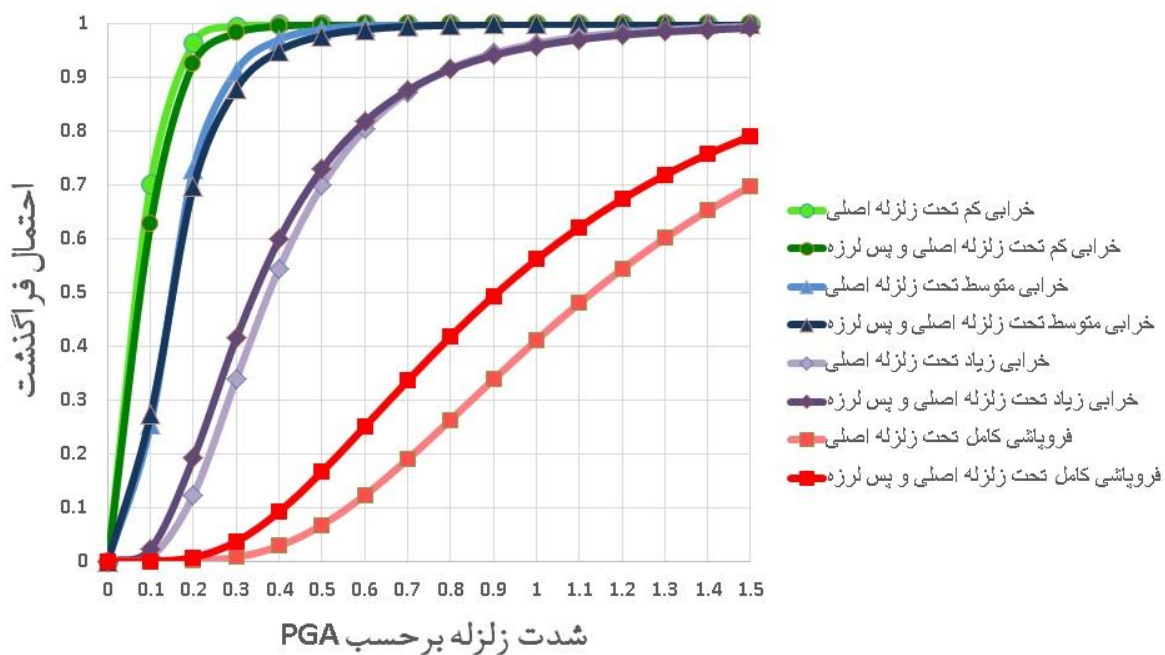 1
0.9
0.8
0.7
0.6
0.5
0.4
0.3
0.2
0.1
0
احتمال فراگذشت
0 0.1 0.2 0.3 0.4 0.5 0.6 0.7 0.8 0.9 1 1.1 1.2 1.3 1.4 1.5
شدت زلزله برحسب PGA
خرابی کم تحت زلزله اصلی
خرابی کم تحت زلزله اصلی و پس لرزه
خرابی متوسط تحت زلزله اصلی
خرابی متوسط تحت زلزله اصلی و پس لرزه
خرابی زیاد تحت زلزله اصلی
خرابی زیاد تحت زلزله اصلی و پس لرزه
فروپاشی کامل تحت زلزله اصلی
فروپاشی کامل تحت زلزله اصلی و پس لرزه